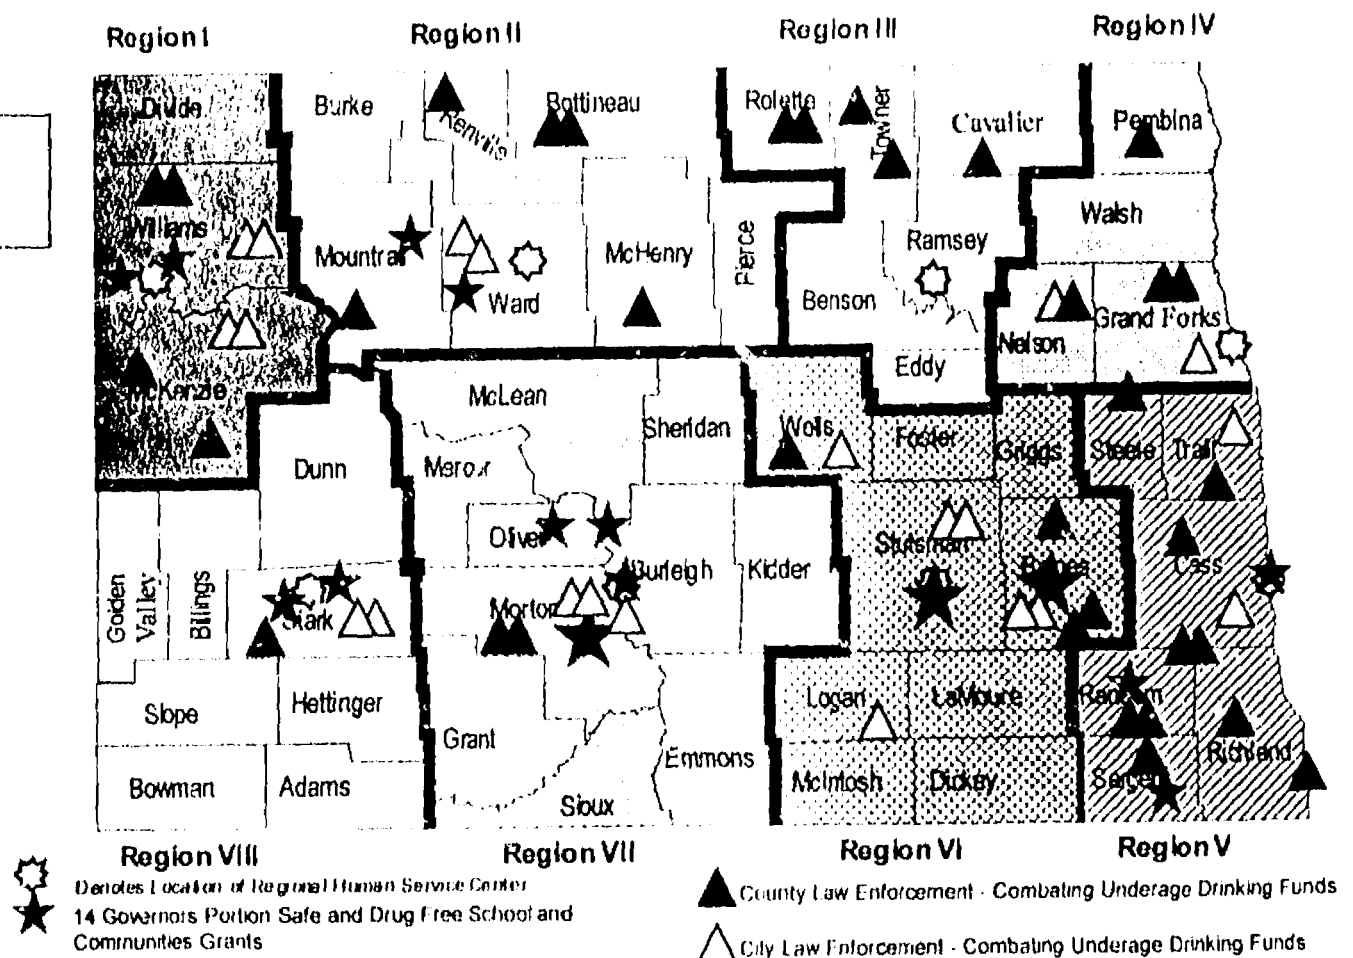 Region I
Region II
Region III
Region IV
Divide
Burke
Renville
Bottineau
Rolette
Towner
Cavalier
Pembina
Williams
Mountrail
Ward
McHenry
Pierce
Benson
Ramsey
Walsh
Nelson
Grand Forks
Eddy
McKenzie
McLean
Sheridan
Wells
Foster
Griggs
Steele
Traill
Dunn
Mercer
Oliver
Golden
Valley
Billings
Stark
Morton
Burleigh
Kidder
Stutsman
Barnes
Cass
Slope
Hettinger
Grant
Logan
LaMoure
Ransom
Richland
Bowman
Adams
Sioux
Emmons
McIntosh
Dickey
Sargent
Region VIII
Region VII
Region VI
Region V
Denotes Location of Regional Human Service Center
14 Governors Portion Safe and Drug Free School and
Communities Grants
County Law Enforcement - Combating Underage Drinking Funds
City Law Enforcement - Combating Underage Drinking Funds